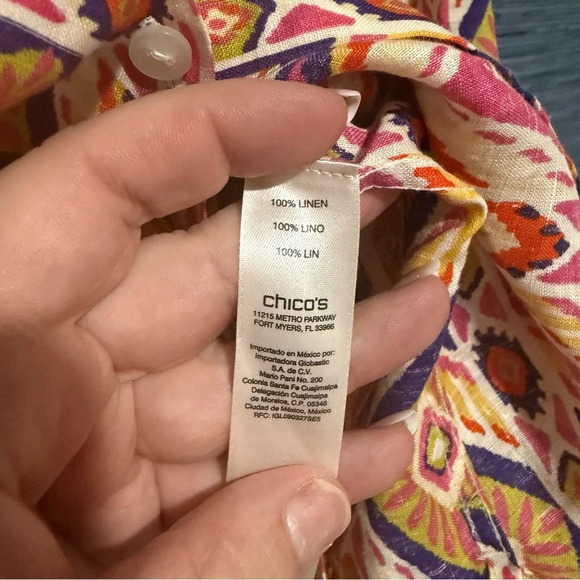 100% LINEN
100% LINO
100% LIN
chico's
11215 METRO PARKWAY
FORT MYERS, FL 33966
Importado en México por:
Importadora Globastic
S.A. de C.V.
Mario Pani No. 200
Colonia Santa Fe Cuajimalpa
Delegación Cuajimalpa
de Morelos, C.P. 05348
Ciudad de México, México
RFC: IGL090327SE5